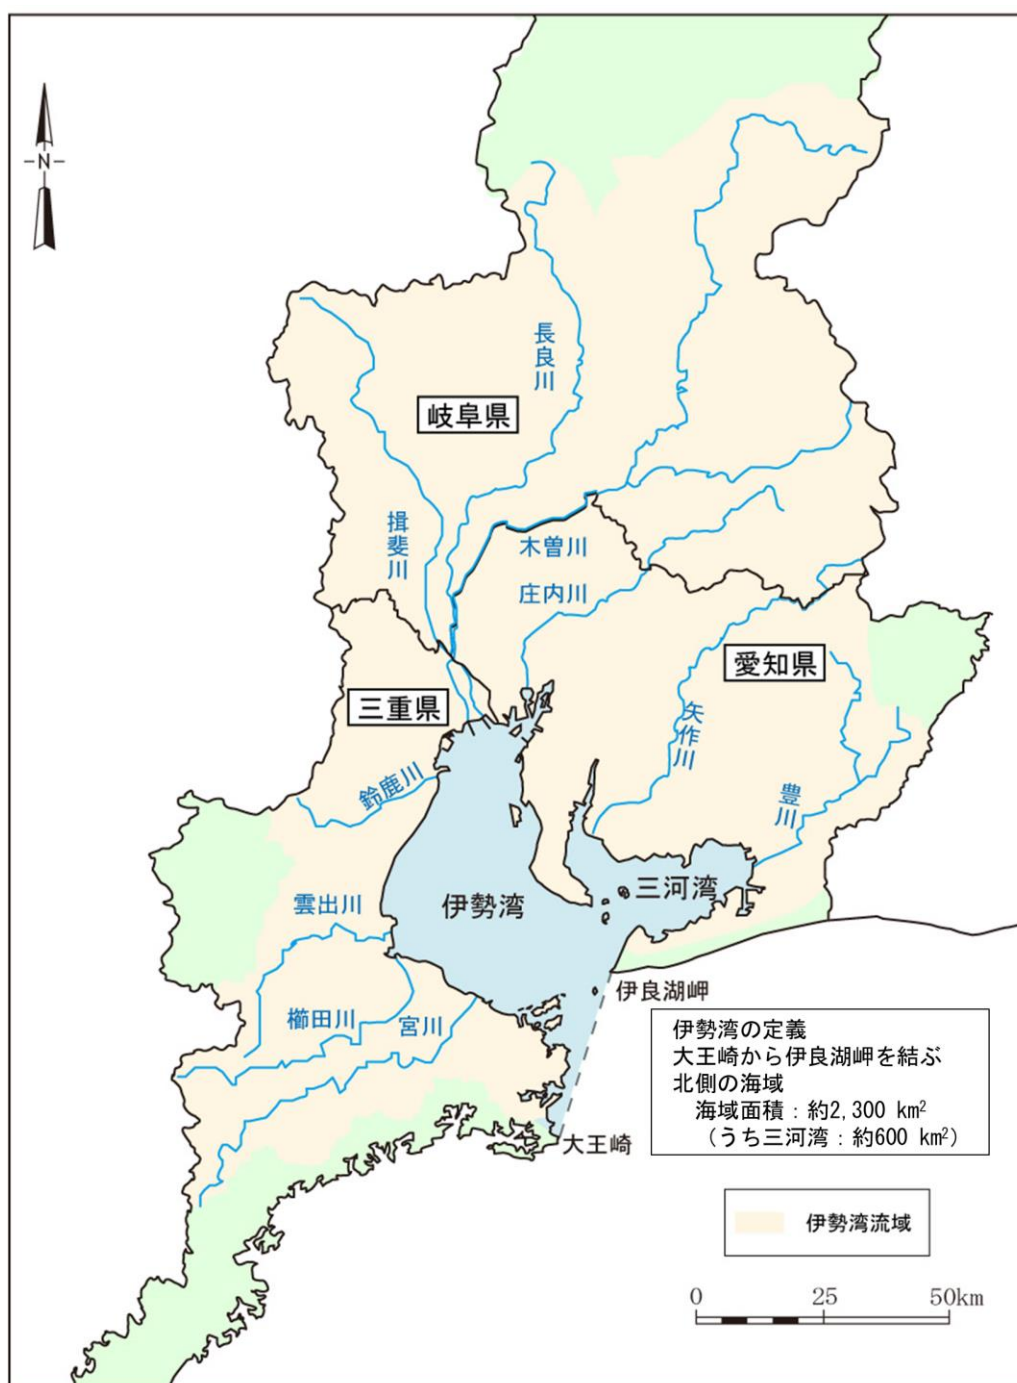 N
長良川
岐阜県
揖斐川
木曽川
庄内川
愛知県
三重県
矢作川
鈴鹿川
豊川
三河湾
伊勢湾
雲出川
伊良湖岬
櫛田川
宮川
伊勢湾の定義
大王崎から伊良湖岬を結ぶ
北側の海域
海域面積：約2,300 km²
（うち三河湾：約600 km²）
大王崎
伊勢湾流域
0 25 50km